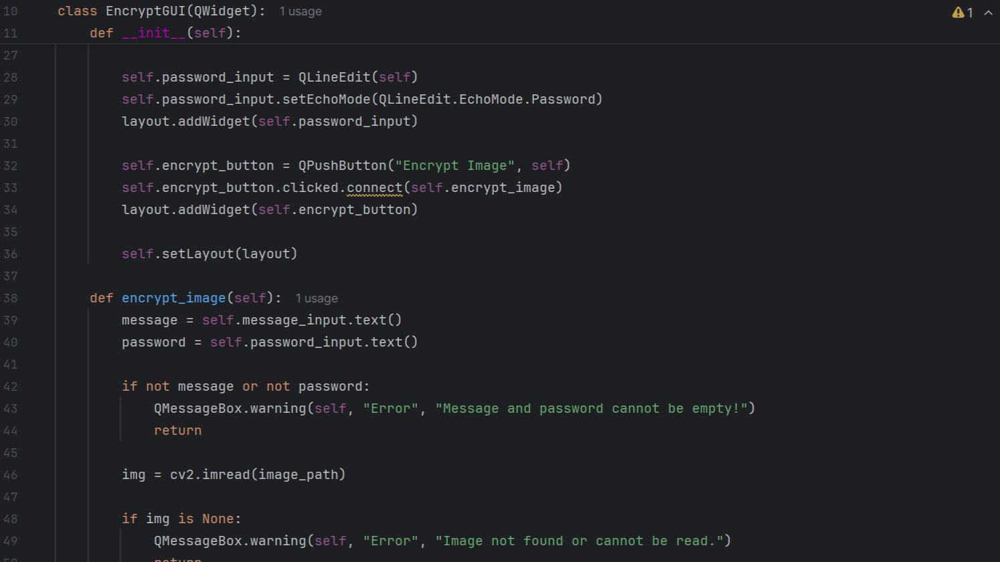 10 class EncryptGUI(QWidget): 1 usage
1
11 def __init__(self):
27
28 self.password_input = QLineEdit(self)
29 self.password_input.setEchoMode(QLineEdit.EchoMode.Password)
30 layout.addWidget(self.password_input)
31
32 self.encrypt_button = QPushButton("Encrypt Image", self)
33 self.encrypt_button.clicked.connect(self.encrypt_image)
34 layout.addWidget(self.encrypt_button)
35
36 self.setLayout(layout)
37
38 def encrypt_image(self): 1 usage
39 message = self.message_input.text()
40 password = self.password_input.text()
41
42 if not message or not password:
43 QMessageBox.warning(self, "Error", "Message and password cannot be empty!")
44 return
45
46 img = cv2.imread(image_path)
47
48 if img is None:
49 QMessageBox.warning(self, "Error", "Image not found or cannot be read.")
50 return